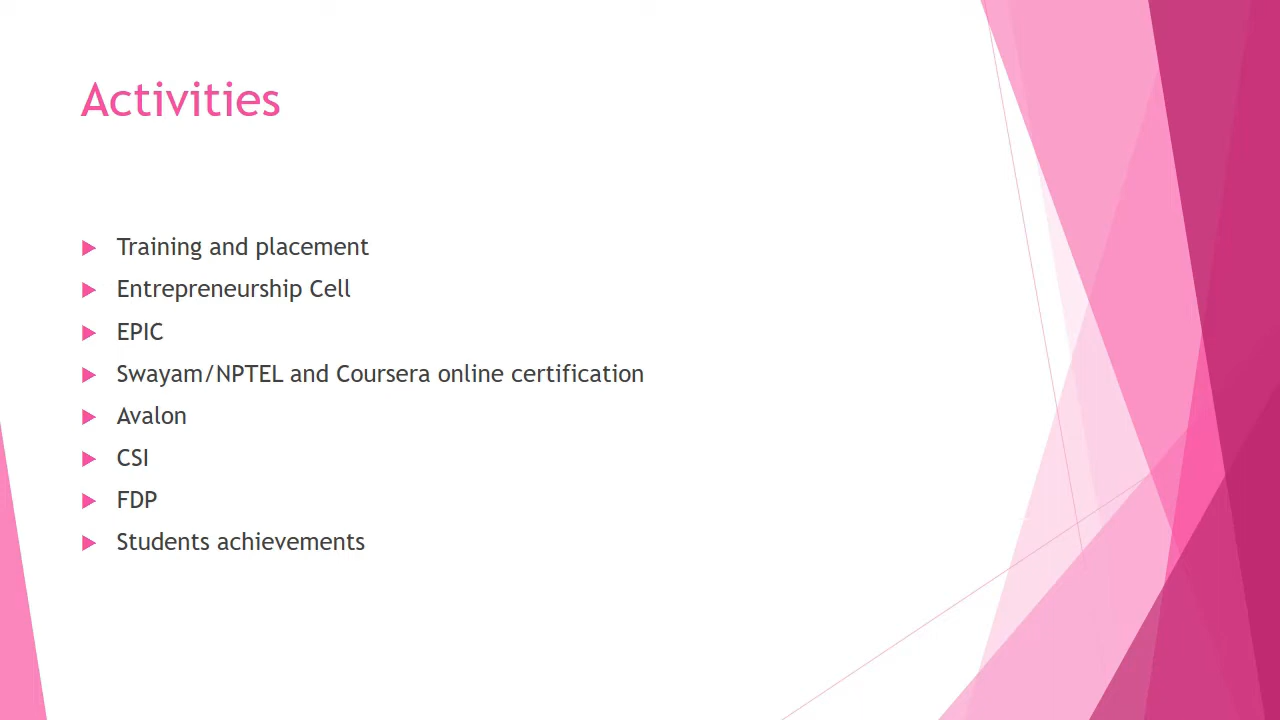 Activities
Training and placement
Entrepreneurship Cell
EPIC
Swayam/NPTEL and Coursera online certification
Avalon
CSI
FDP
Students achievements